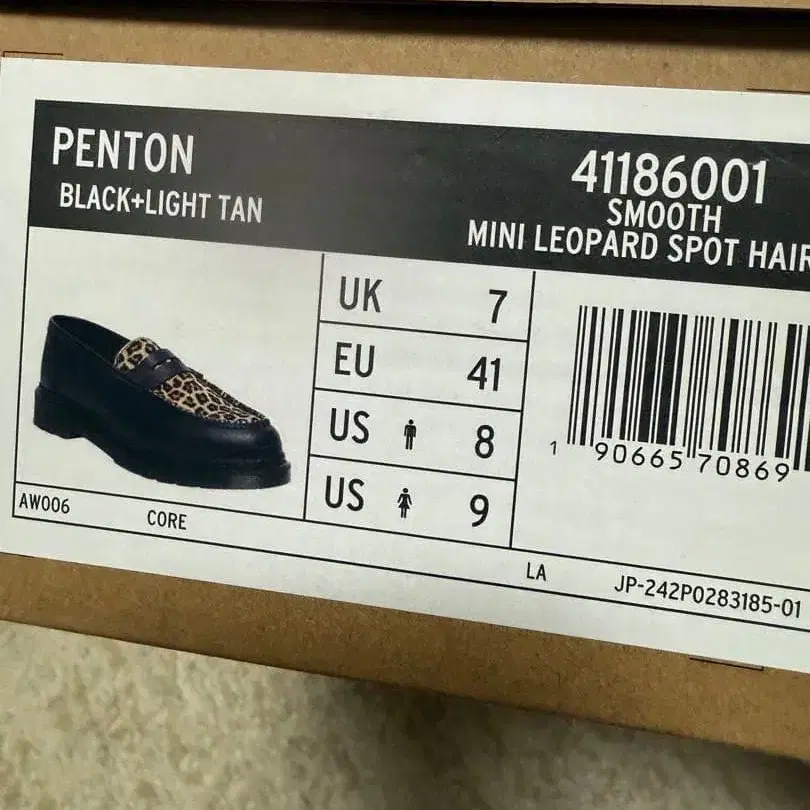 PENTON
BLACK+LIGHT TAN
41186001
SMOOTH
MINI LEOPARD SPOT HAIR
UK 7
EU 41
US 8
US 9
1 90665 70869
AW006 CORE
LA JP-242P0283185-01